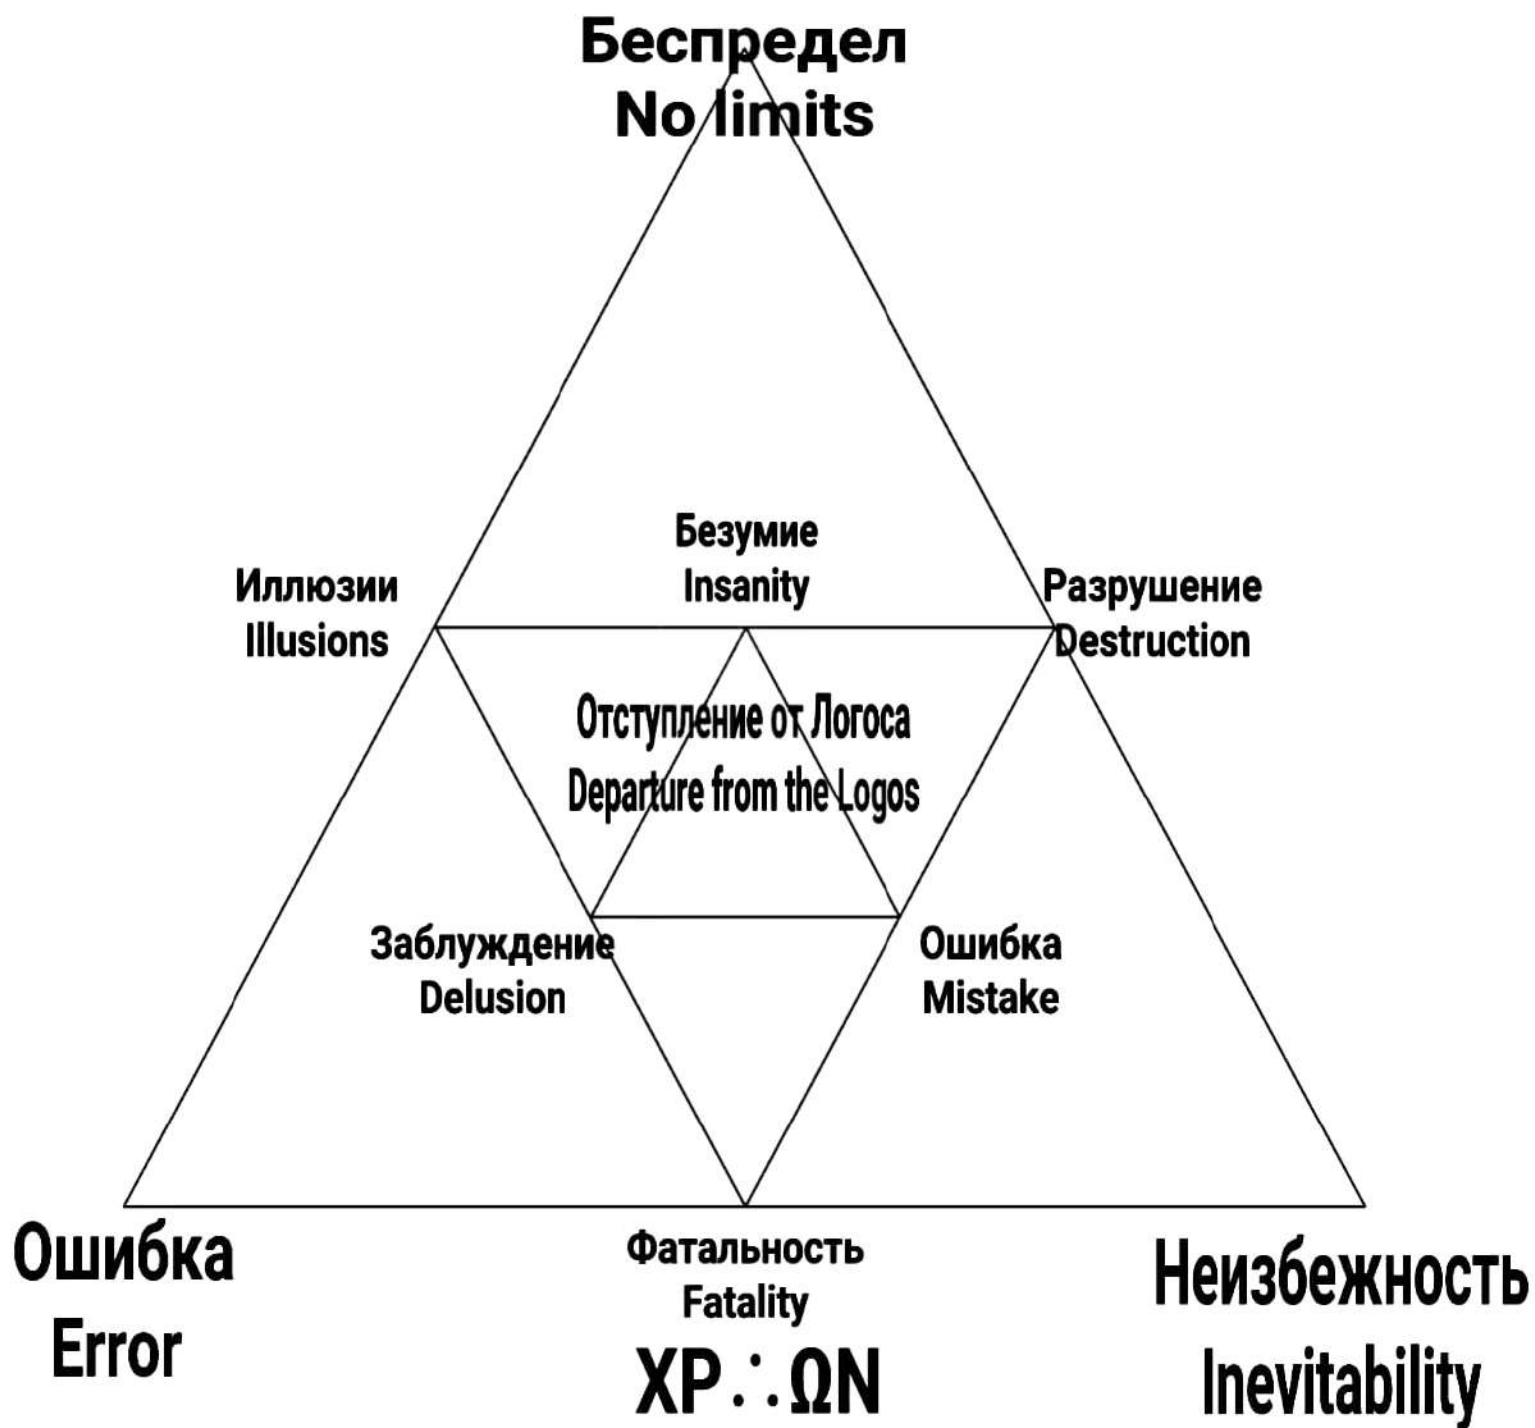 Беспредел
No limits
Безумие
Insanity
Иллюзии
Illusions
Разрушение
Destruction
Отступление от Логоса
Departure from the Logos
Заблуждение
Delusion
Ошибка
Mistake
Ошибка
Error
Фатальность
Fatality
ΧΡ∴ΩΝ
Неизбежность
Inevitability